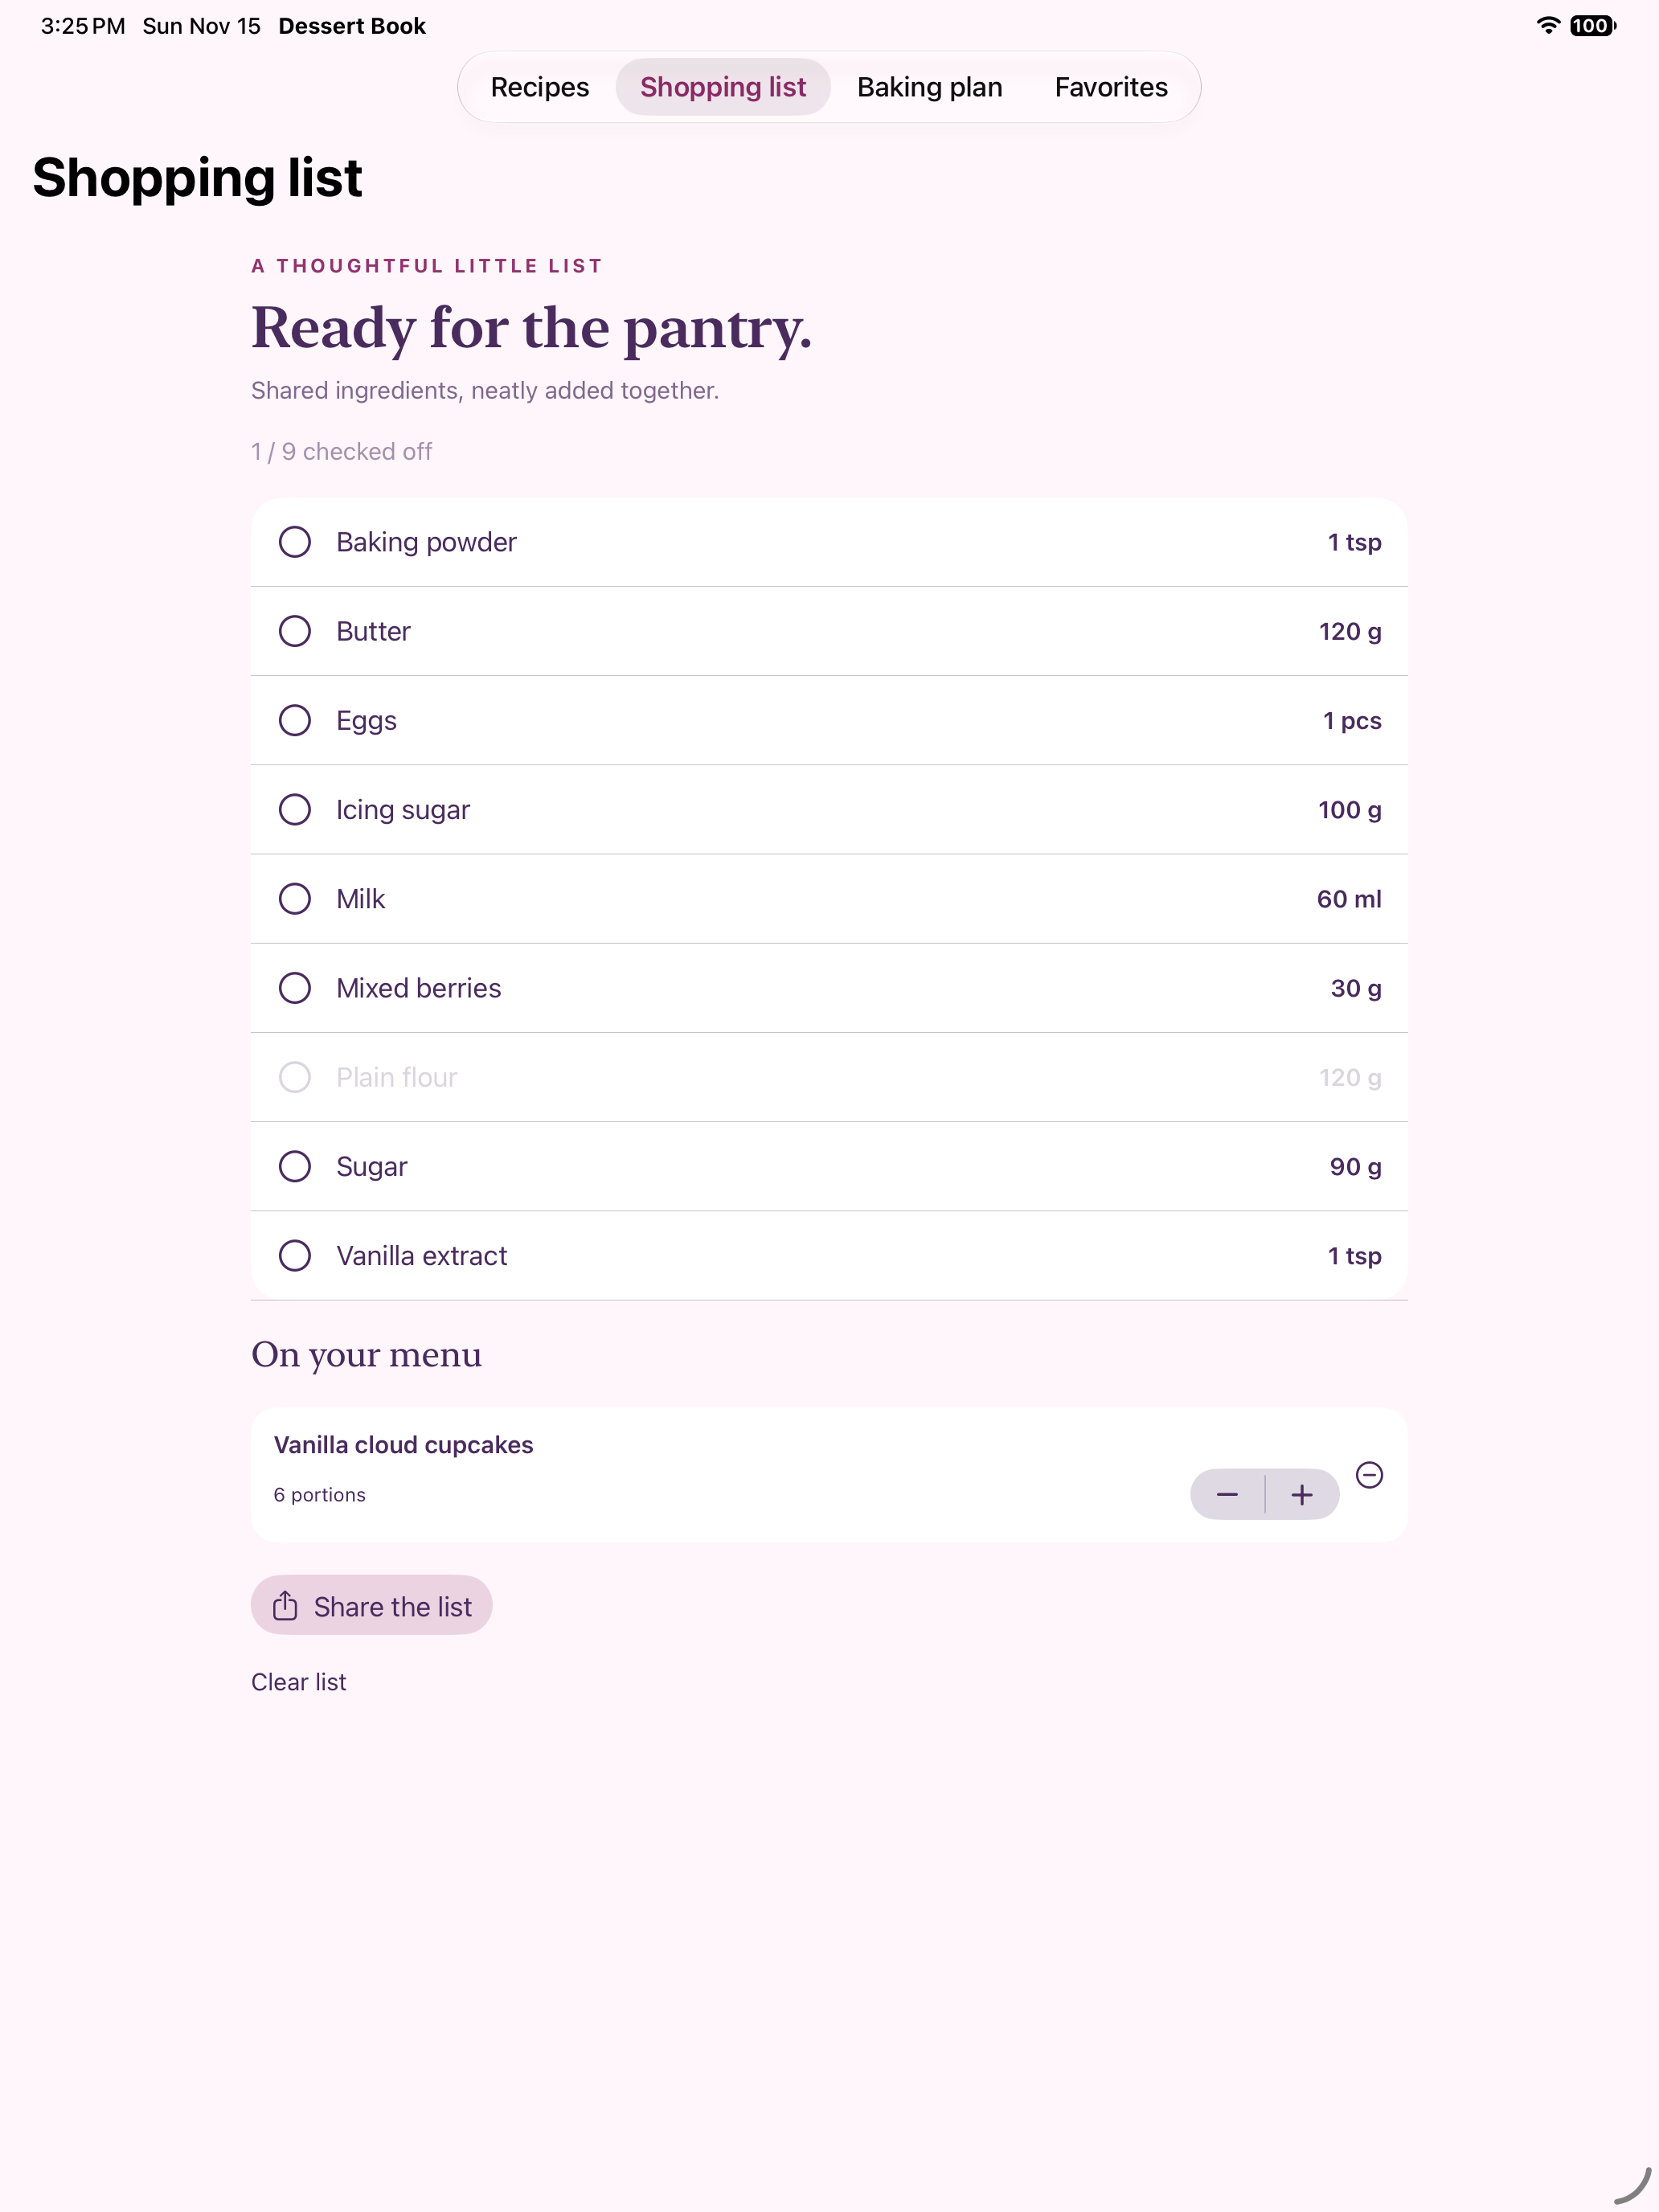 3:25 PM Sun Nov 15 Dessert Book 100
Recipes Shopping list Baking plan Favorites
Shopping list
A THOUGHTFUL LITTLE LIST
Ready for the pantry.
Shared ingredients, neatly added together.
1 / 9 checked off
Baking powder 1 tsp
Butter 120 g
Eggs 1 pcs
Icing sugar 100 g
Milk 60 ml
Mixed berries 30 g
Plain flour 120 g
Sugar 90 g
Vanilla extract 1 tsp
On your menu
Vanilla cloud cupcakes
6 portions
Share the list
Clear list